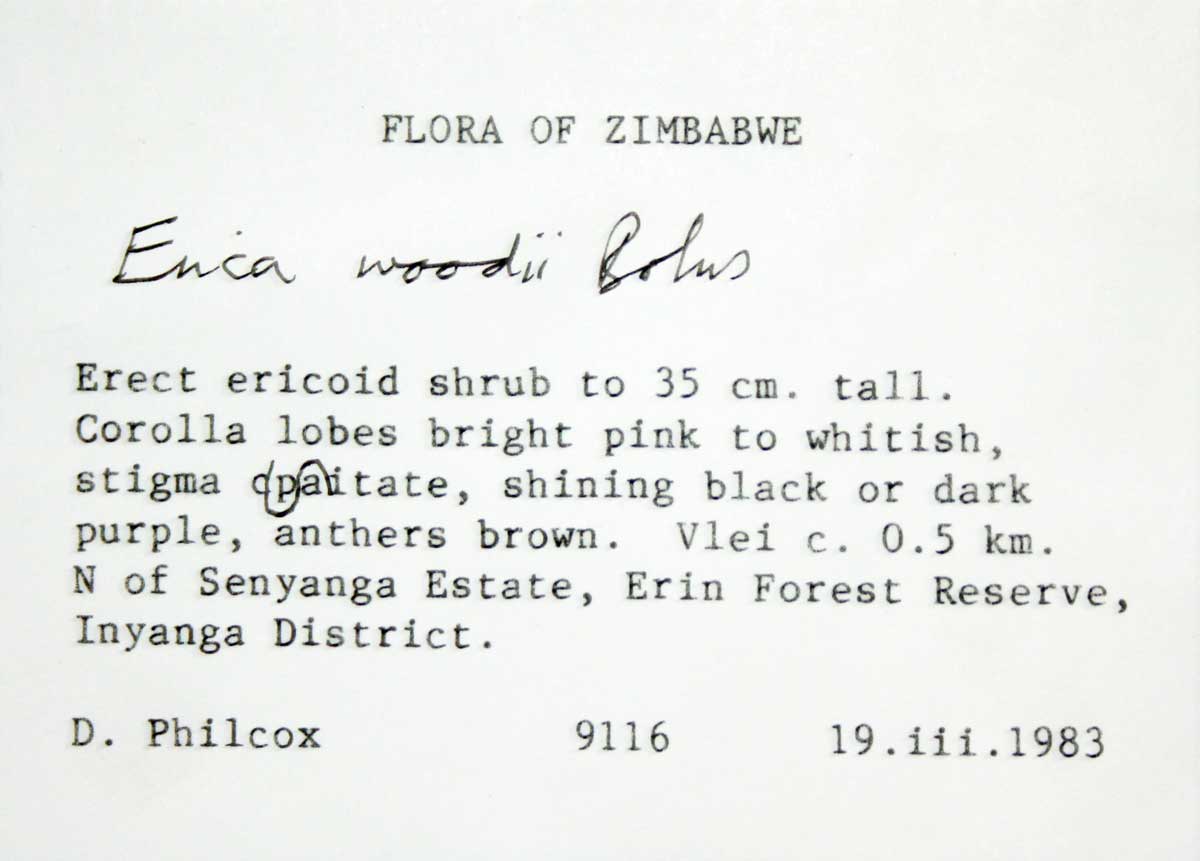 FLORA OF ZIMBABWE
Erica woodii Bolus
Erect ericoid shrub to 35 cm. tall.
Corolla lobes bright pink to whitish,
stigma cpaitate, shining black or dark
purple, anthers brown. Vlei c. 0.5 km.
N of Senyanga Estate, Erin Forest Reserve,
Inyanga District.
D. Philcox 9116 19.iii.1983